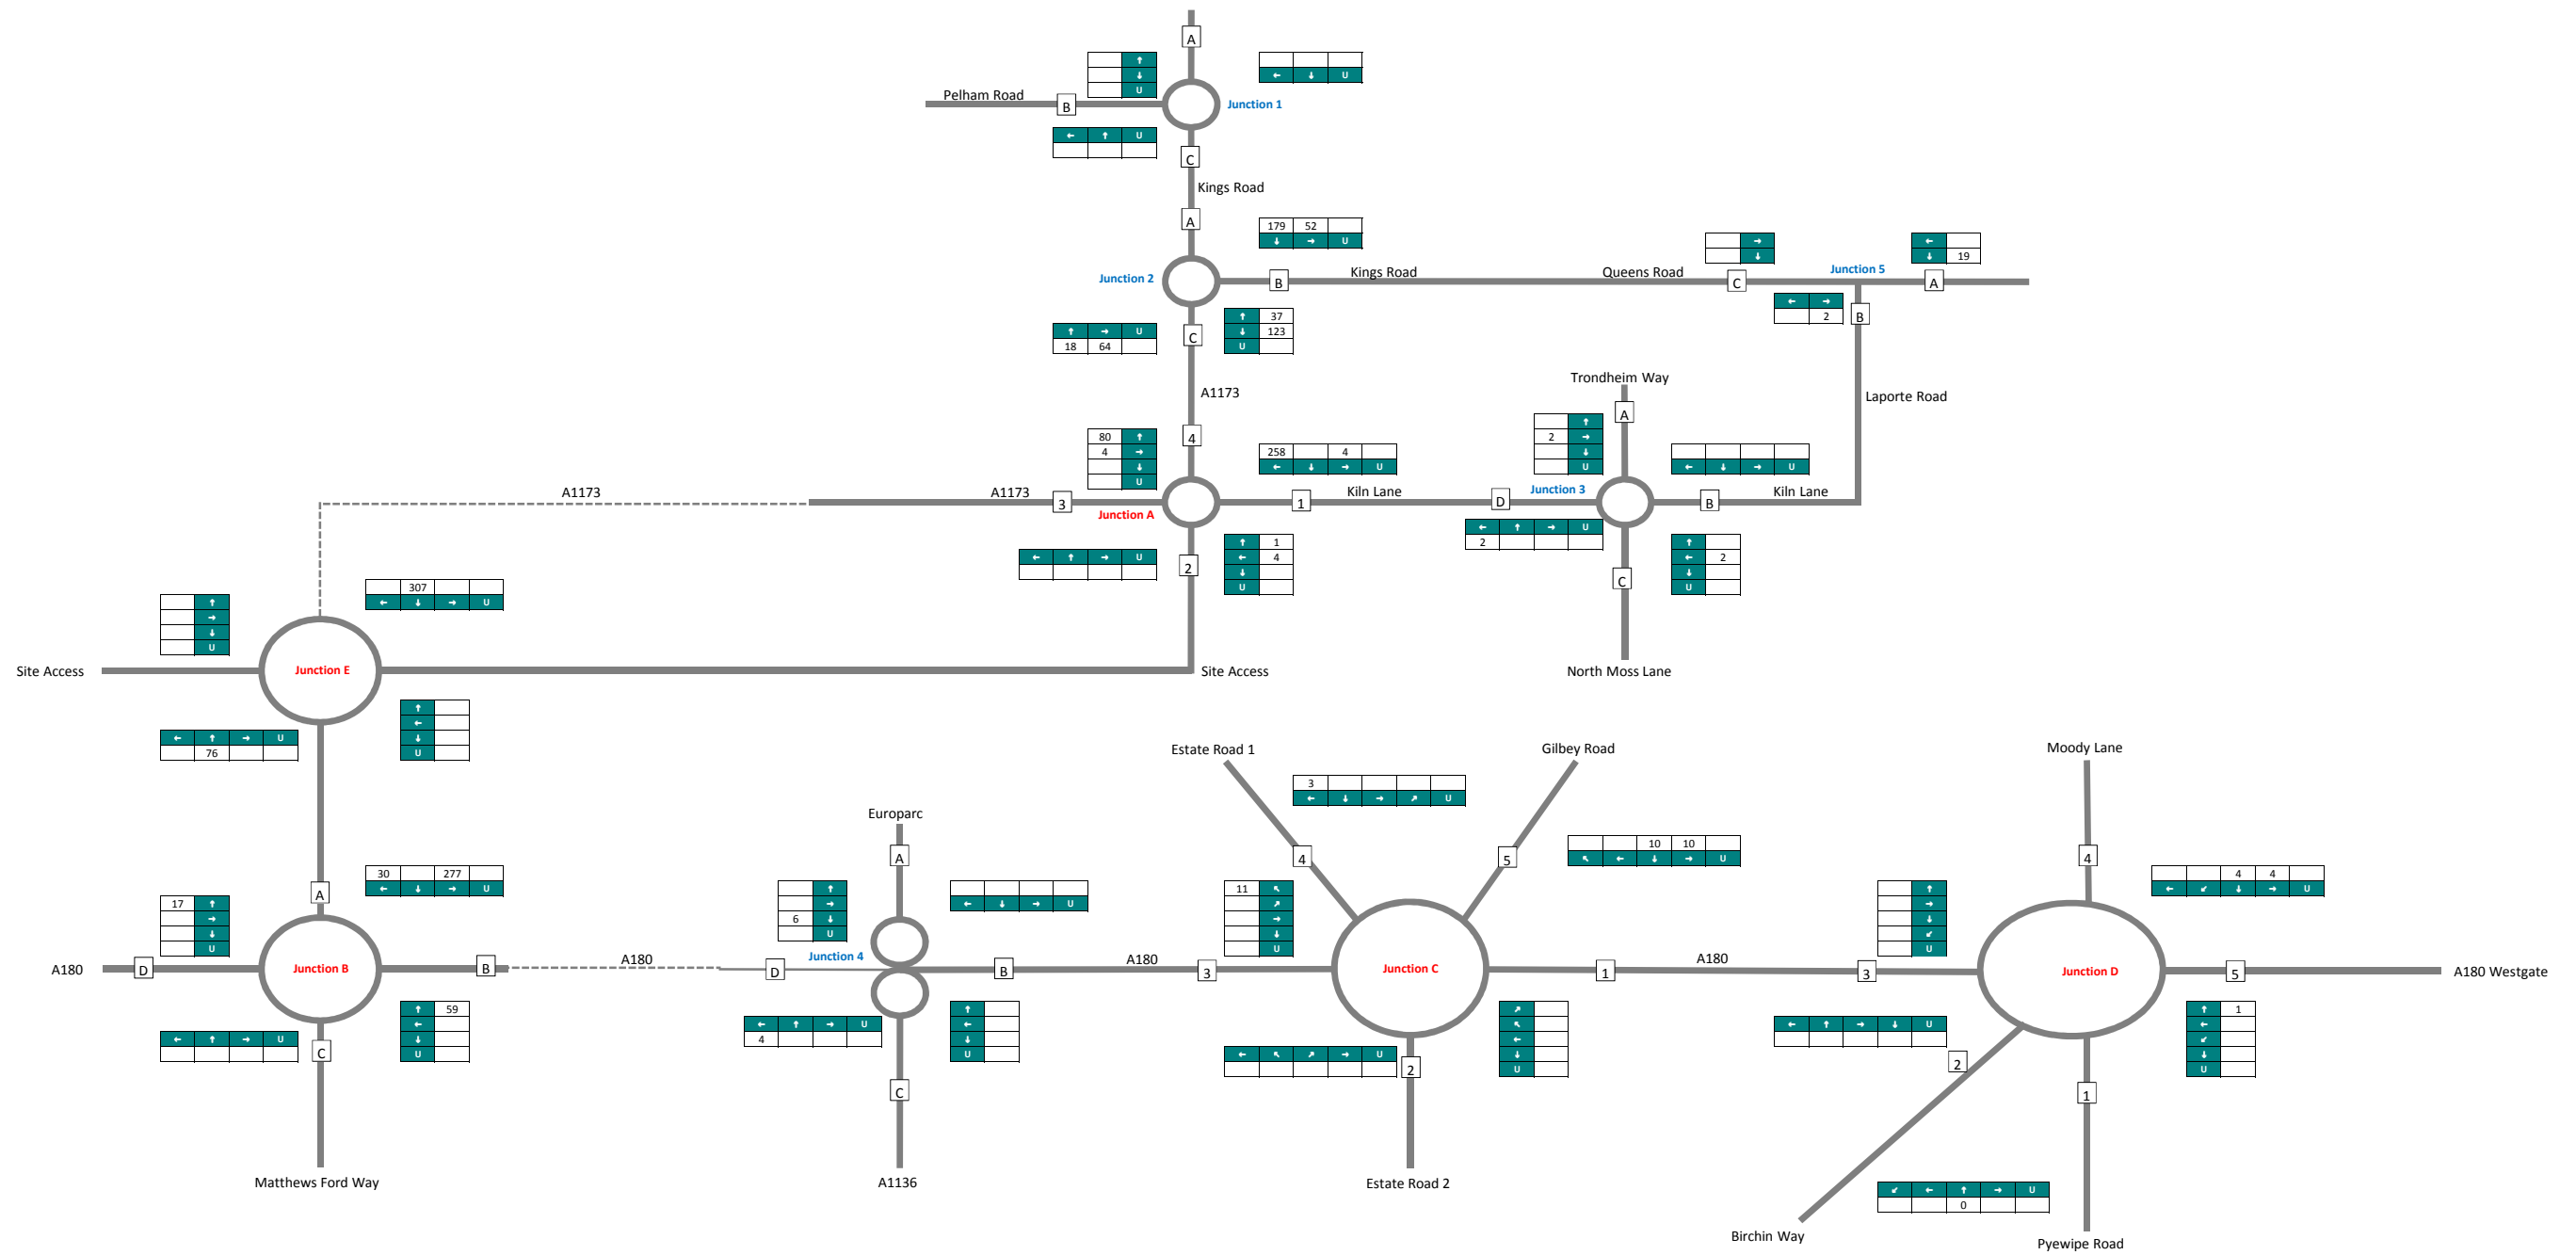 A
↑
↓
U
← ↓ U
Pelham Road
B
Junction 1
← ↑ U
C
Kings Road
A
179 52
↓ → U
Junction 2
B
Kings Road
Queens Road
C
→
↓
Junction 5
←
↓ 19
A
← →
2
B
↑ → U
18 64
C
↑ 37
↓ 123
U
A1173
Trondheim Way
A
Laporte Road
4
80 ↑
4 →
↓
U
258 4
← ↓ → U
↑
2 →
↓
U
← ↓ → U
A1173
A1173
3
Junction A
1
Kiln Lane
D
Junction 3
B
Kiln Lane
← ↑ → U
2
← ↑ → U
2
↑ 1
← 4
↓
U
C
↑
← 2
↓
U
307
← ↓ → U
↑
→
↓
U
Site Access
Junction E
Site Access
North Moss Lane
↑
←
↓
U
← ↑ → U
76
Estate Road 1
Gilbey Road
Moody Lane
3
← ↓ → ↗ U
Europarc
A
4
5
10 10
↖ ← ↓ → U
4
4 4
← ↙ ↓ → U
30 277
← ↓ → U
A
17 ↑
→
↓
U
↑
→
6 ↓
U
← ↓ → U
11 ↖
↗
→
↓
U
↑
→
↓
↙
U
A180
D
Junction B
B
A180
D
Junction 4
B
A180
3
Junction C
1
A180
3
Junction D
5
A180 Westgate
← ↑ → U
C
↑ 59
←
↓
U
← ↑ → U
4
↑
←
↓
U
← ↖ ↗ → U
2
↗
↖
←
↓
U
← ↑ → ↓ U
2
↑ 1
←
↙
↓
U
C
1
Matthews Ford Way
A1136
Estate Road 2
↙ ← ↑ → U
0
Birchin Way
Pyewipe Road